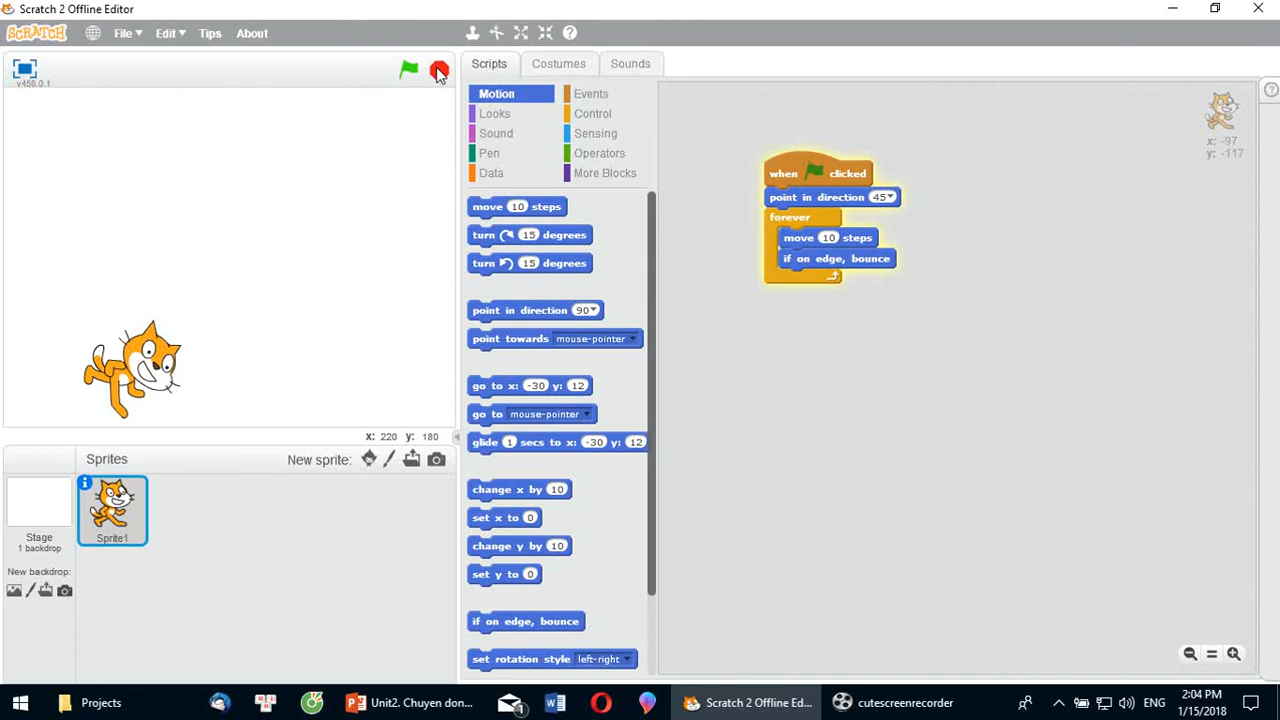 Scratch 2 Offline Editor
SCRATCH File Edit Tips About
v458.0.1
Scripts Costumes Sounds
Motion Events
Looks Control
Sound Sensing
Pen Operators
Data More Blocks
move 10 steps
turn 15 degrees
turn 15 degrees
point in direction 90
point towards mouse-pointer
go to x: -30 y: 12
go to mouse-pointer
glide 1 secs to x: -30 y: 12
change x by 10
set x to 0
change y by 10
set y to 0
if on edge, bounce
set rotation style left-right
when clicked
point in direction 45
forever
move 10 steps
if on edge, bounce
x: -97
y: -117
x: 220 y: 180
Sprites New sprite:
Stage
1 backdrop
New backdrop:
Sprite1
Projects
Unit2. Chuyen don...
1
Scratch 2 Offline Edi...
cutescreenrecorder
ENG
2:04 PM
1/15/2018